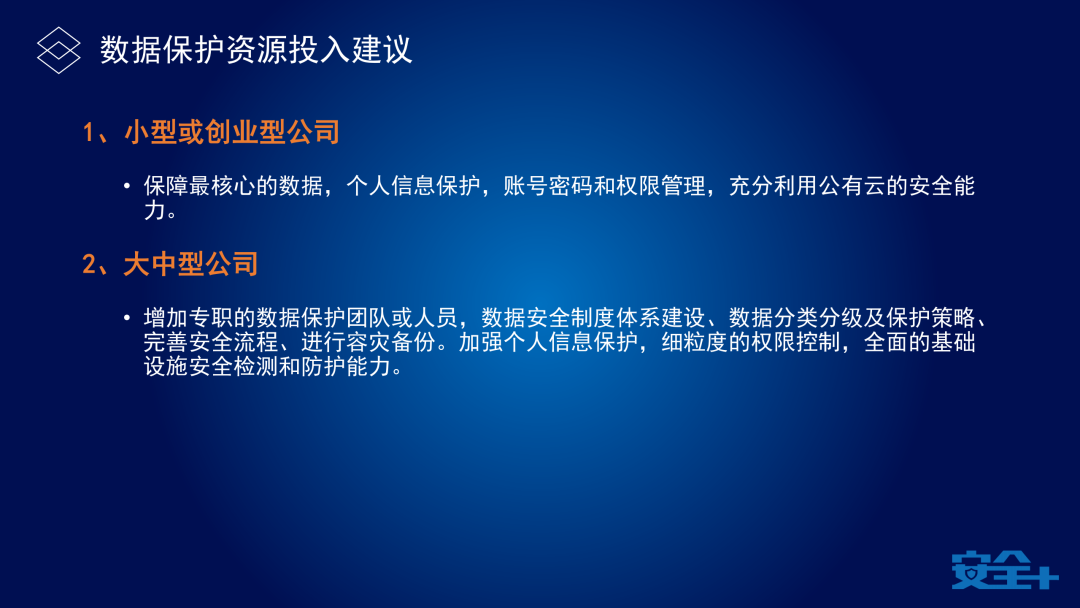 数据保护资源投入建议
1、小型或创业型公司
• 保障最核心的数据，个人信息保护，账号密码和权限管理，充分利用公有云的安全能
力。
2、大中型公司
• 增加专职的数据保护团队或人员，数据安全制度体系建设、数据分类分级及保护策略、
完善安全流程、进行容灾备份。加强个人信息保护，细粒度的权限控制，全面的基础
设施安全检测和防护能力。
安全+